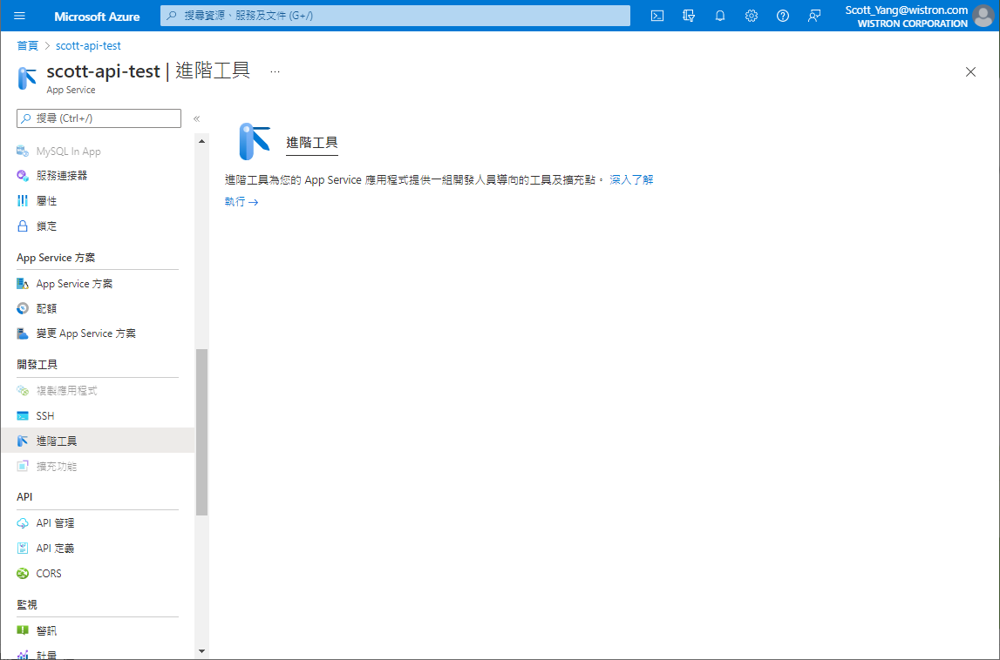 Microsoft Azure
搜尋資源、服務及文件 (G+/)
Scott_Yang@wistron.com
WISTRON CORPORATION
首頁 > scott-api-test
scott-api-test | 進階工具 ...
App Service
搜尋 (Ctrl+/)
«
MySQL In App
服務連接器
屬性
鎖定
App Service 方案
App Service 方案
配額
變更 App Service 方案
開發工具
複製應用程式
SSH
進階工具
擴充功能
API
API 管理
API 定義
CORS
監視
警訊
計量
進階工具
進階工具為您的 App Service 應用程式提供一組開發人員導向的工具及擴充點。 深入了解
執行 →